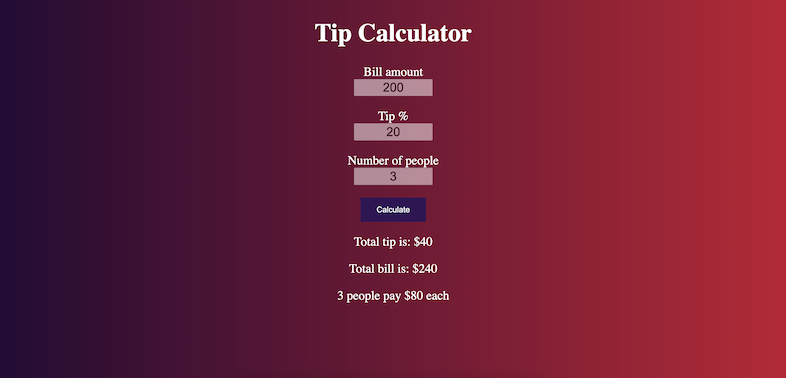 Tip Calculator
Bill amount
200
Tip %
20
Number of people
3
Calculate
Total tip is: $40
Total bill is: $240
3 people pay $80 each